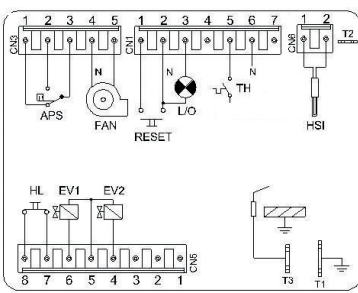 1 2 3 4 5
CN3
N
APS
FAN
1 2 3 4 5 6 7
CN1
N
L/O
TH
N
RESET
1 2
CN6
T2
HSI
HL
EV1
EV2
8 7 6 5 4 3 2 1
CN5
T3
T1